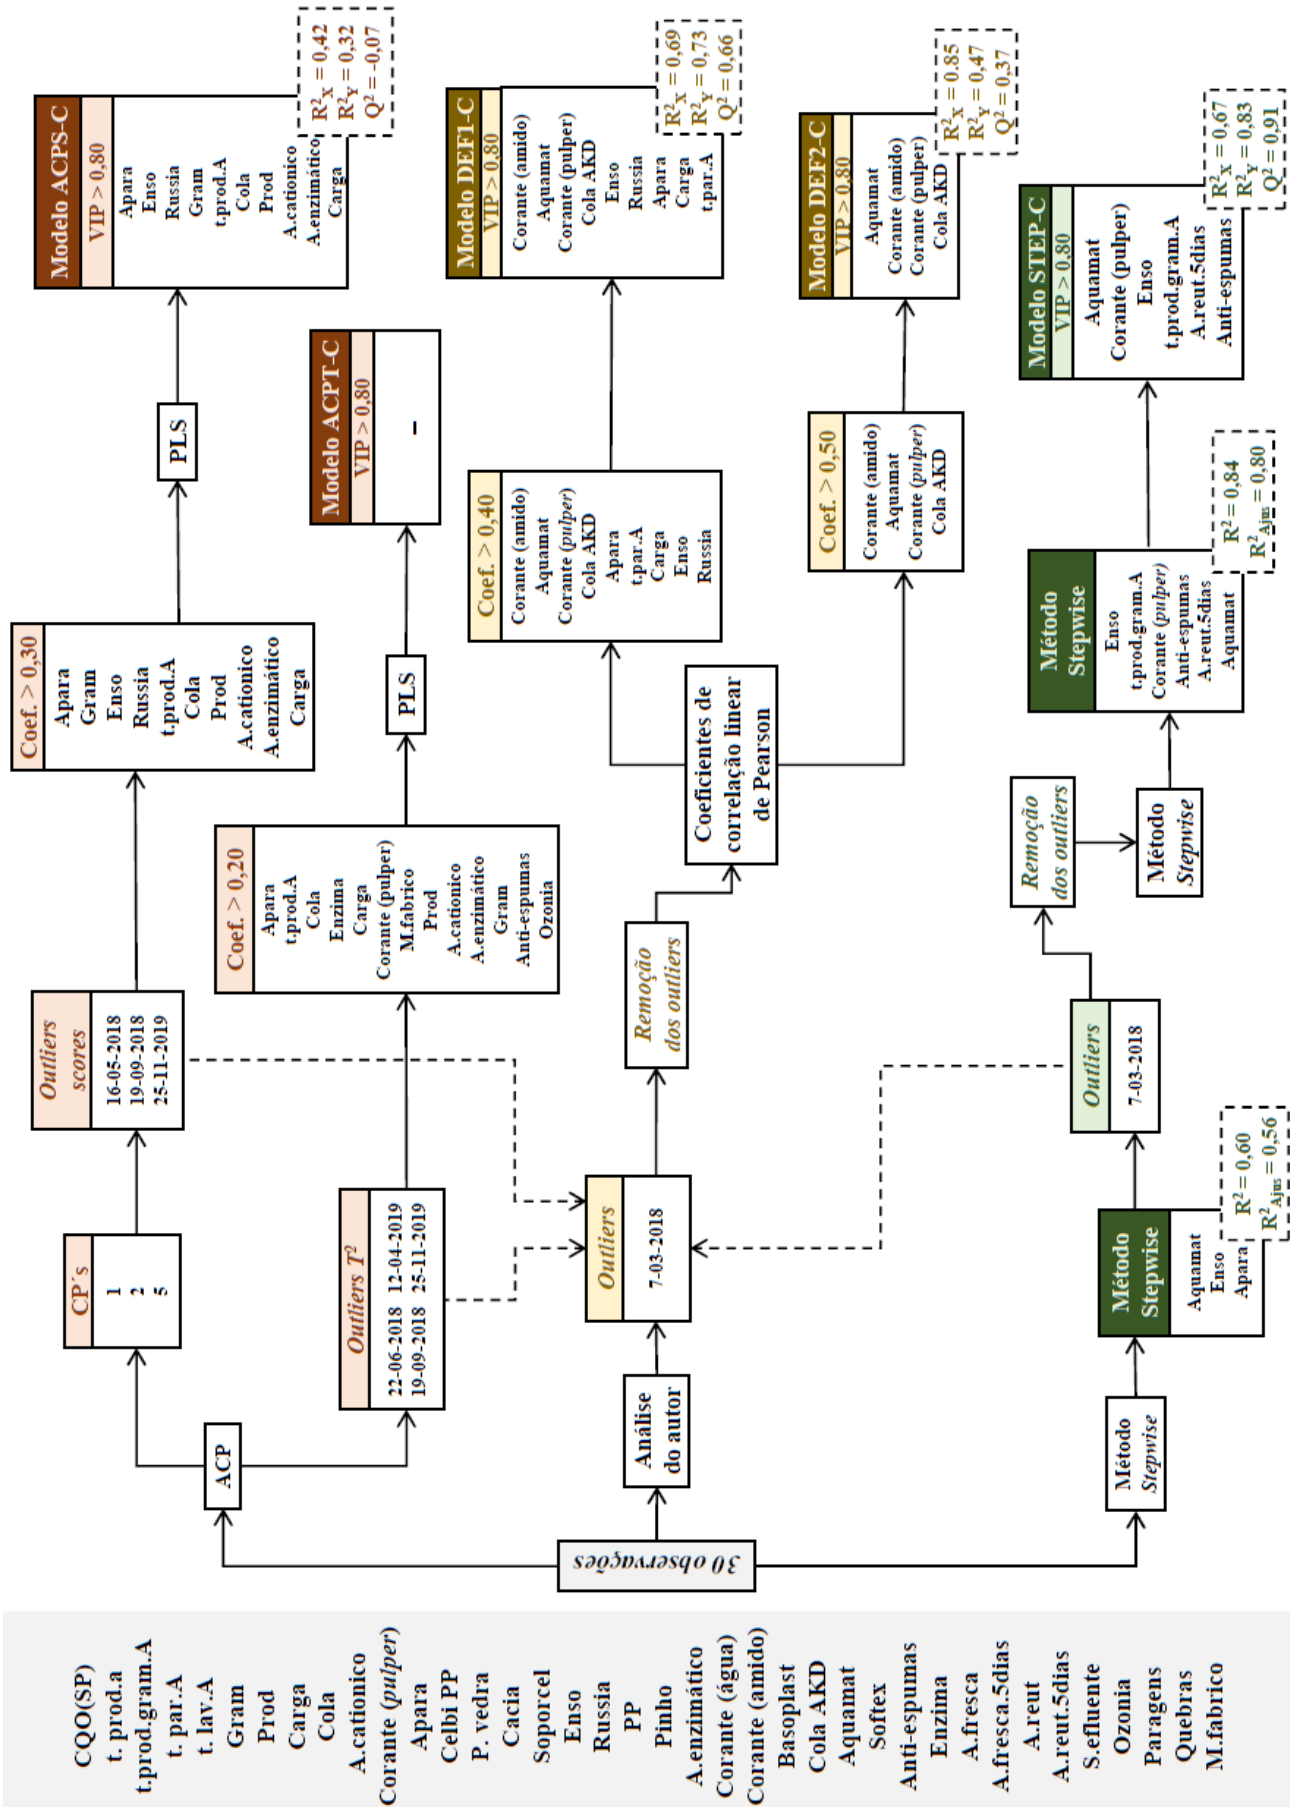 CQO(SP)
t. prod.a
t.prod.gram.A
t. par.A
t. lav.A
Gram
Prod
Carga
Cola
A.cationico
Corante (pulper)
Apara
Celbi PP
P. vedra
Cacia
Soporcel
Enso
Russia
PP
Pinho
A.enzimático
Corante (água)
Corante (amido)
Basoplast
Cola AKD
Aquamat
Softex
Anti-espumas
Enzima
A.fresca
A.fresca.5dias
A.reut
A.reut.5dias
S.efluente
Ozonia
Paragens
Quebras
M.fabrico
30 observações
ACP
CP´s
1
2
5
Outliers
scores
16-05-2018
19-09-2018
25-11-2019
Coef. > 0,30
Apara
Gram
Enso
Russia
t.prod.A
Cola
Prod
A.cationico
A.enzimático
Carga
PLS
Modelo ACPS-C
VIP > 0,80
Apara
Enso
Russia
Gram
t.prod.A
Cola
Prod
A.cationico
A.enzimático
Carga
R²X = 0,42
R²Y = 0,32
Q² = -0,07
Outliers T²
22-06-2018 12-04-2019
19-09-2018 25-11-2019
Coef. > 0,20
Apara
t.prod.A
Cola
Enzima
Carga
Corante (pulper)
M.fabrico
Prod
A.cationico
A.enzimático
Gram
Anti-espumas
Ozonia
PLS
Modelo ACPT-C
VIP > 0,80
–
Análise
do autor
Outliers
7-03-2018
Remoção
dos outliers
Coeficientes de
correlação linear
de Pearson
Coef. > 0,40
Corante (amido)
Aquamat
Corante (pulper)
Cola AKD
Apara
t.par.A
Carga
Enso
Russia
Modelo DEF1-C
VIP > 0,80
Corante (amido)
Aquamat
Corante (pulper)
Cola AKD
Enso
Russia
Apara
Carga
t.par.A
R²X = 0,69
R²Y = 0,73
Q² = 0,66
Coef. > 0,50
Corante (amido)
Aquamat
Corante (pulper)
Cola AKD
Modelo DEF2-C
VIP > 0,80
Aquamat
Corante (amido)
Corante (pulper)
Cola AKD
R²X = 0.85
R²Y = 0,47
Q² = 0,37
Método
Stepwise
Método
Stepwise
Aquamat
Enso
Apara
R² = 0,60
R²Ajus = 0,56
Outliers
7-03-2018
Remoção
dos outliers
Método
Stepwise
Método
Stepwise
Enso
t.prod.gram.A
Corante (pulper)
Anti-espumas
A.reut.5dias
Aquamat
R² = 0,84
R²Ajus = 0,80
Modelo STEP-C
VIP > 0,80
Aquamat
Corante (pulper)
Enso
t.prod.gram.A
A.reut.5dias
Anti-espumas
R²X = 0,67
R²Y = 0,83
Q² = 0,91